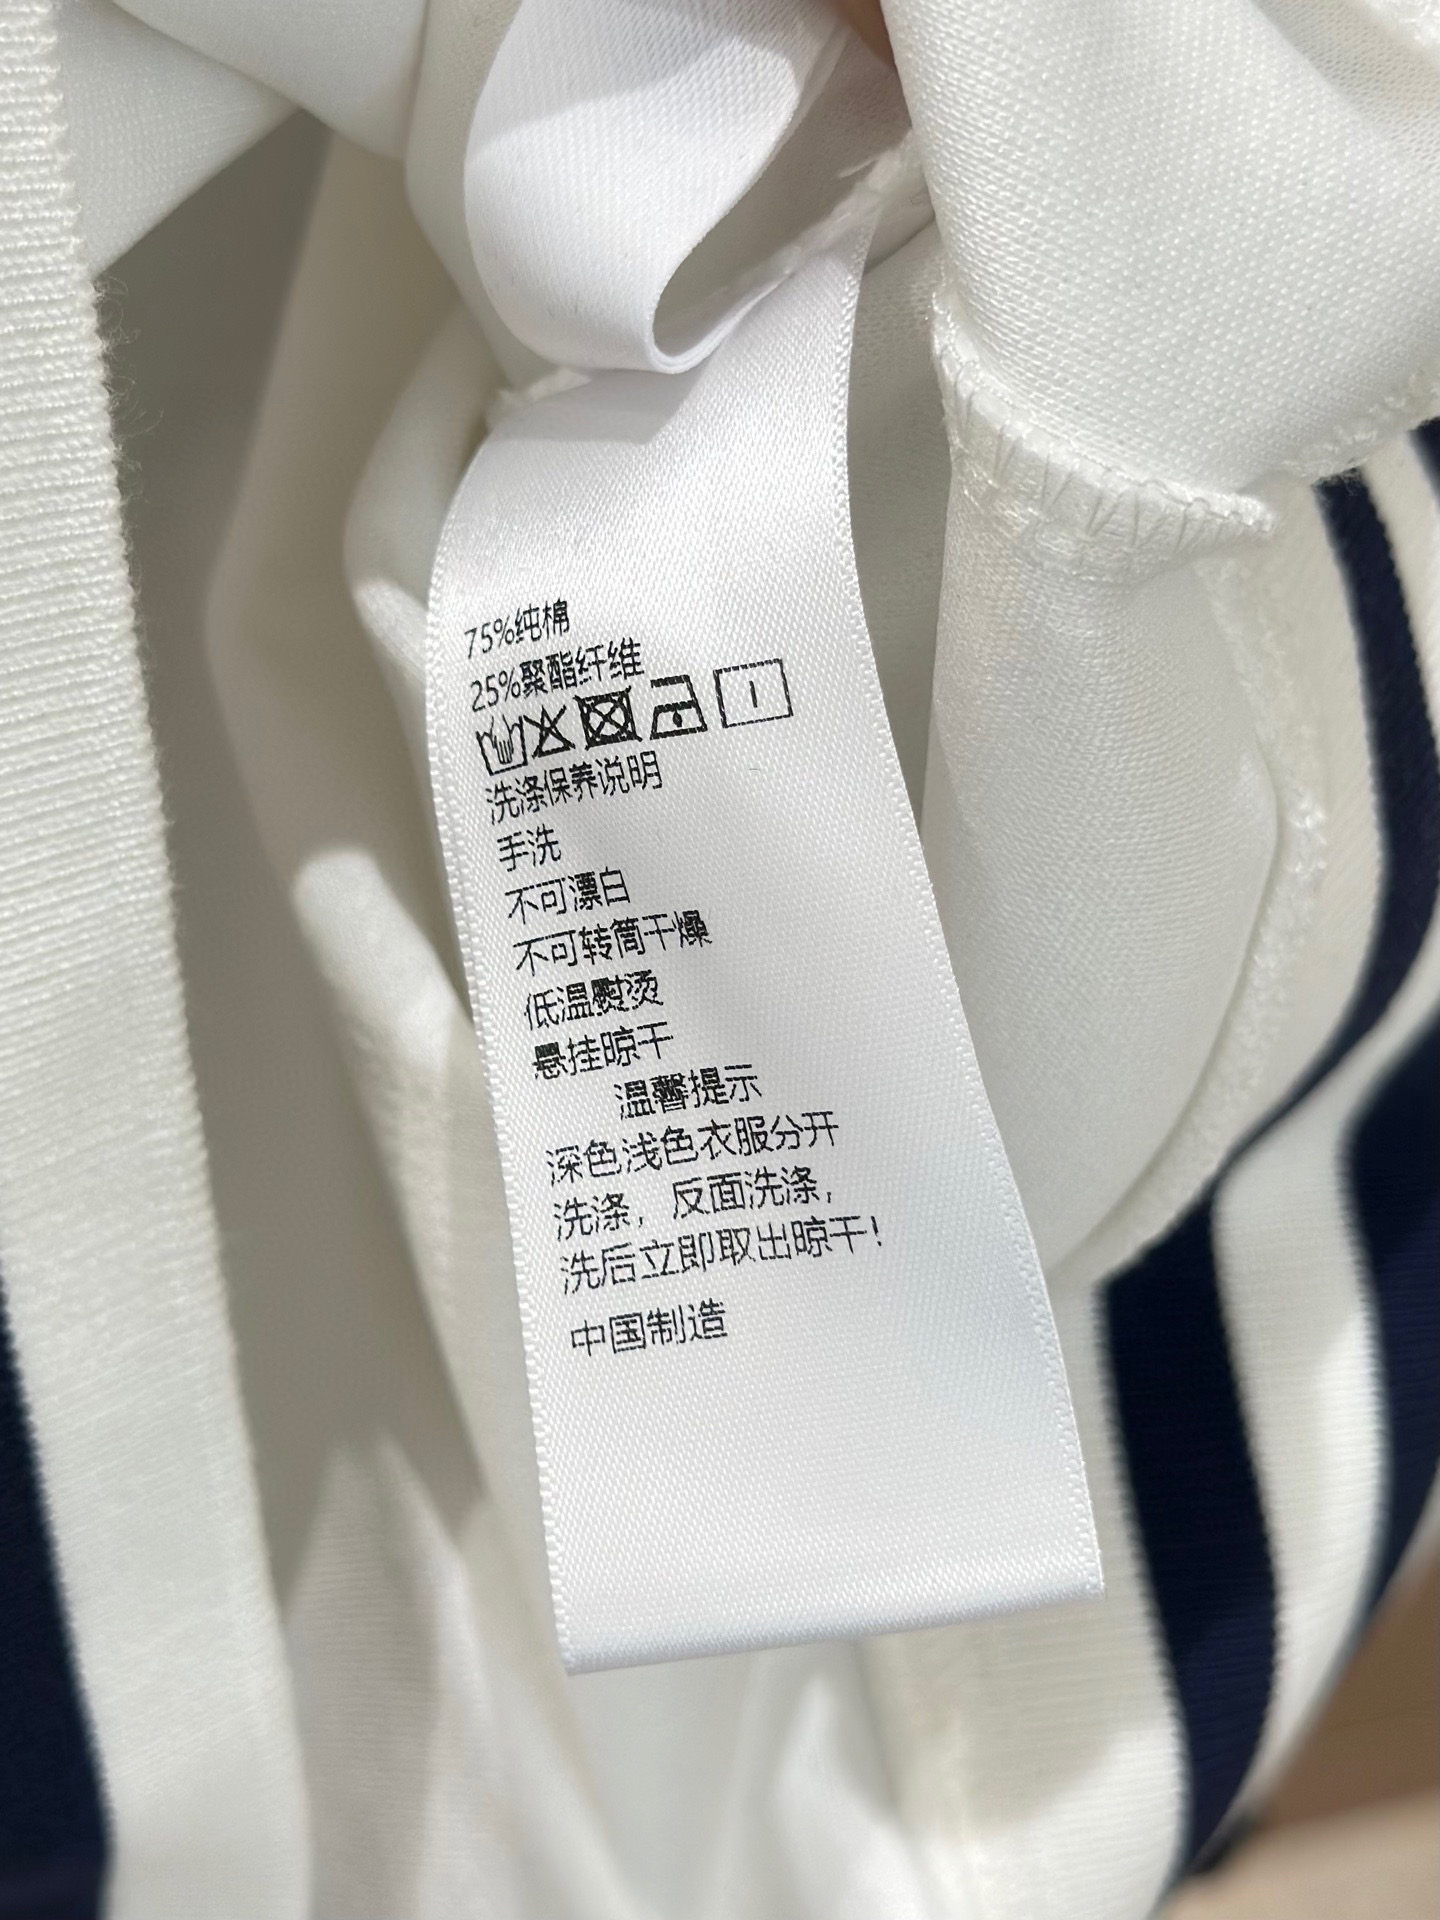 75%纯棉
25%聚酯纤维
洗涤保养说明
手洗
不可漂白
不可转筒干燥
低温熨烫
悬挂晾干
温馨提示
深色浅色衣服分开
洗涤，反面洗涤，
洗后立即取出晾干！
中国制造